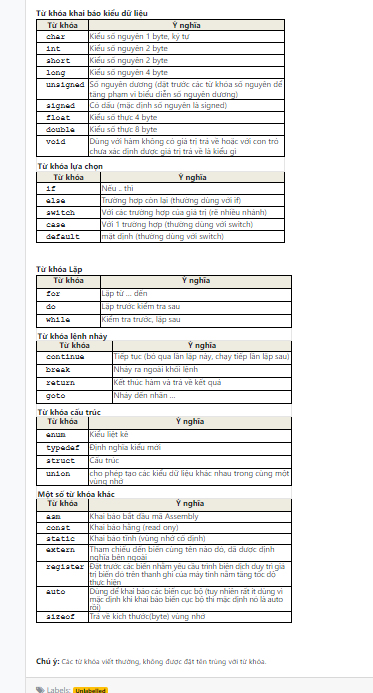 Từ khóa khai báo kiểu dữ liệu
Từ khóa Ý nghĩa
char Kiểu số nguyên 1 byte, ký tự
int Kiểu số nguyên 2 byte
short Kiểu số nguyên 2 byte
long Kiểu số nguyên 4 byte
unsigned Số nguyên dương (đặt trước các từ khóa số nguyên để
tăng phạm vi biểu diễn số nguyên dương)
signed Có dấu (mặc định số nguyên là signed)
float Kiểu số thực 4 byte
double Kiểu số thực 8 byte
void Dùng với hàm không có giá trị trả về hoặc với con trỏ
chưa xác định được giá trị trả về là kiểu gì
Từ khóa lựa chọn
Từ khóa Ý nghĩa
if Nếu .. thì
else Trường hợp còn lại (thường dùng với if)
switch Với các trường hợp của giá trị (rẽ nhiều nhánh)
case Với 1 trường hợp (thường dùng với switch)
default mặt định (thường dùng với switch)
Từ khóa Lặp
Từ khóa Ý nghĩa
for Lặp từ ... đến
do Lặp trước kiểm tra sau
while Kiểm tra trước, lặp sau
Từ khóa lệnh nhảy
Từ khóa Ý nghĩa
continue Tiếp tục (bỏ qua lần lặp này, chạy tiếp lần lặp sau)
break Nhảy ra ngoài khỏi lệnh
return Kết thúc hàm và trả về kết quả
goto Nhảy đến nhãn ...
Từ khóa cấu trúc
Từ khóa Ý nghĩa
enum Kiểu liệt kê
typedef Định nghĩa kiểu mới
struct Cấu trúc
union cho phép tạo các kiểu dữ liệu khác nhau trong cùng một
vùng nhớ
Một số từ khóa khác
Từ khóa Ý nghĩa
asm Khai báo bắt đầu mã Assembly
const Khai báo hằng (read ony)
static Khai báo tĩnh (vùng nhớ cố định)
extern Tham chiếu đến biến cùng tên nào đó, đã được định
nghĩa bên ngoài
register Đặt trước các biến nhằm yêu cầu trình biên dịch duy trì giá
trị biến đó trên thanh ghi của máy tính nằm tăng tốc độ
thực hiện
auto Dùng để khai báo các biến cục bộ (tuy nhiên rất ít dùng vì
mặc định khi khai báo biến cục bộ thì mặc định nó là auto
rồi)
sizeof Trả về kích thước(byte) vùng nhớ
Chú ý: Các từ khóa viết thường, không được đặt tên trùng với từ khóa.
Labels: Unlabelled